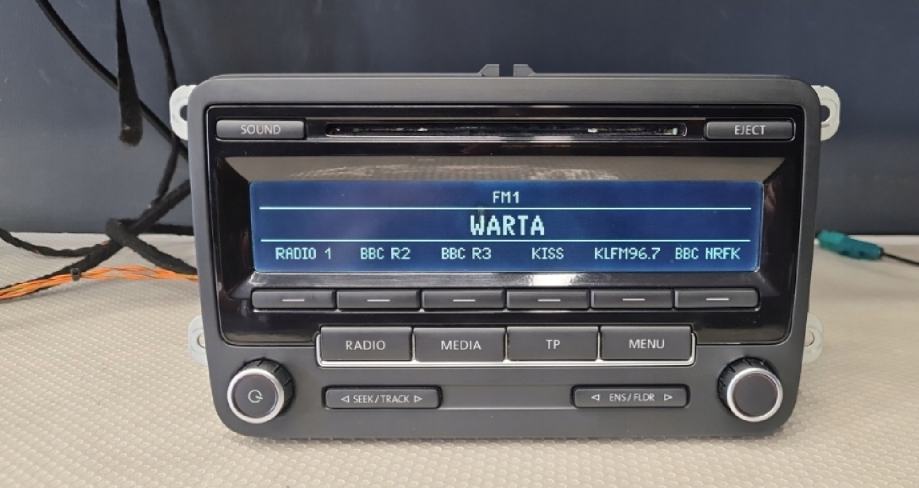 SOUND EJECT
FM1
WARTA
RADIO 1 BBC R2 BBC R3 KISS KLFM96.7 BBC NRFK
RADIO MEDIA TP MENU
◁ SEEK / TRACK ▷ ◁ ENS / FLDR ▷